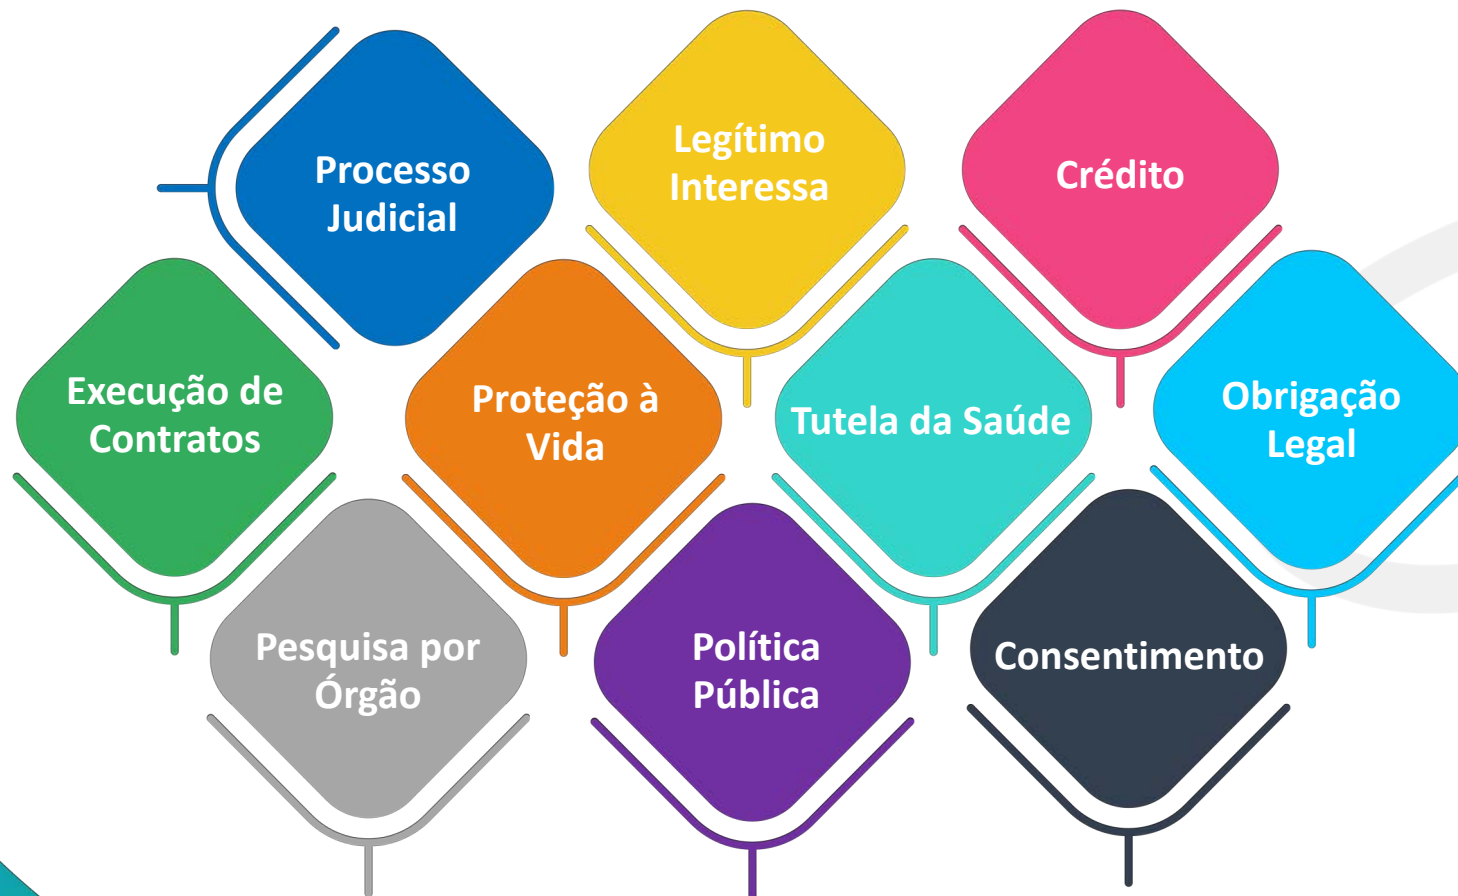 Processo
Judicial
Legítimo
Interessa
Crédito
Execução de
Contratos
Proteção à
Vida
Tutela da Saúde
Obrigação
Legal
Pesquisa por
Órgão
Política
Pública
Consentimento